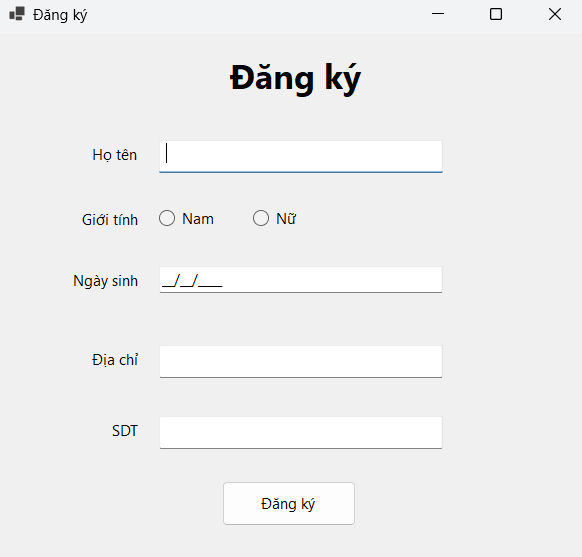 Đăng ký
Đăng ký
Họ tên
Giới tính Nam Nữ
Ngày sinh __/__/____
Địa chỉ
SDT
Đăng ký